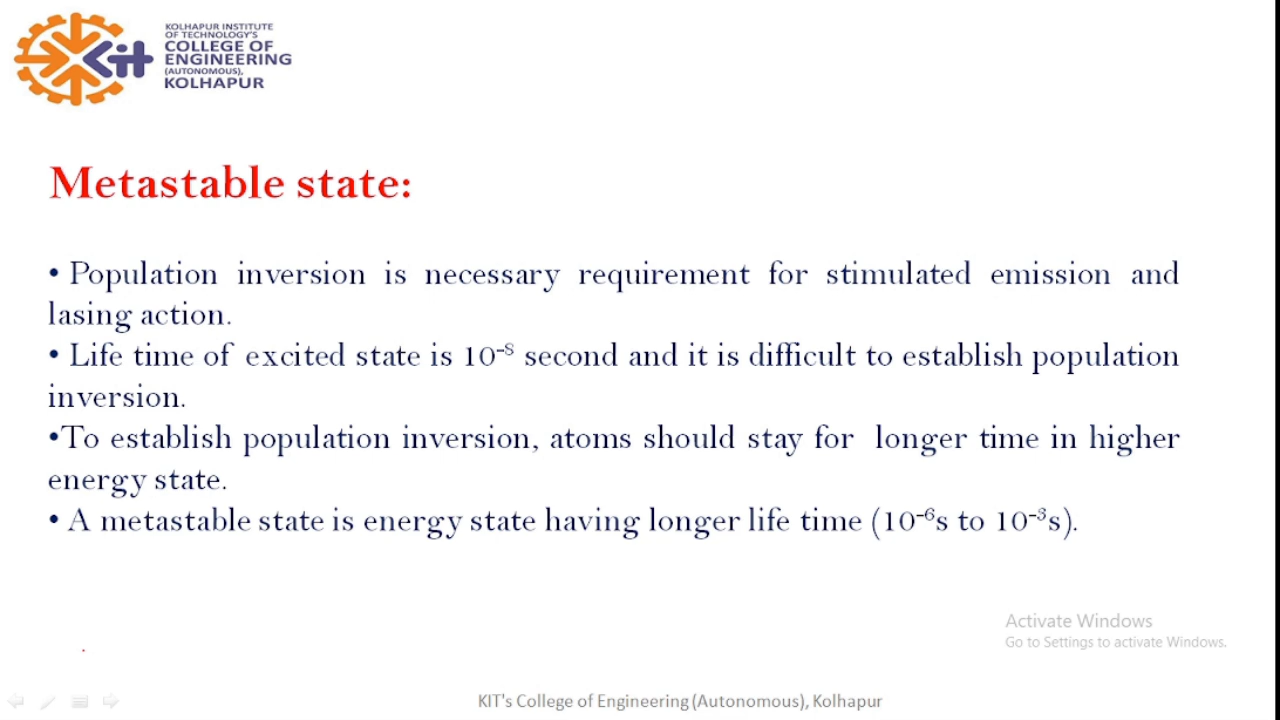 KOLHAPUR INSTITUTE
OF TECHNOLOGY'S
COLLEGE OF
ENGINEERING
(AUTONOMOUS),
KOLHAPUR
kit
Metastable state:
• Population inversion is necessary requirement for stimulated emission and
lasing action.
• Life time of excited state is 10⁻⁸ second and it is difficult to establish population
inversion.
•To establish population inversion, atoms should stay for longer time in higher
energy state.
• A metastable state is energy state having longer life time (10⁻⁶s to 10⁻³s).
Activate Windows
Go to Settings to activate Windows.
KIT's College of Engineering (Autonomous), Kolhapur